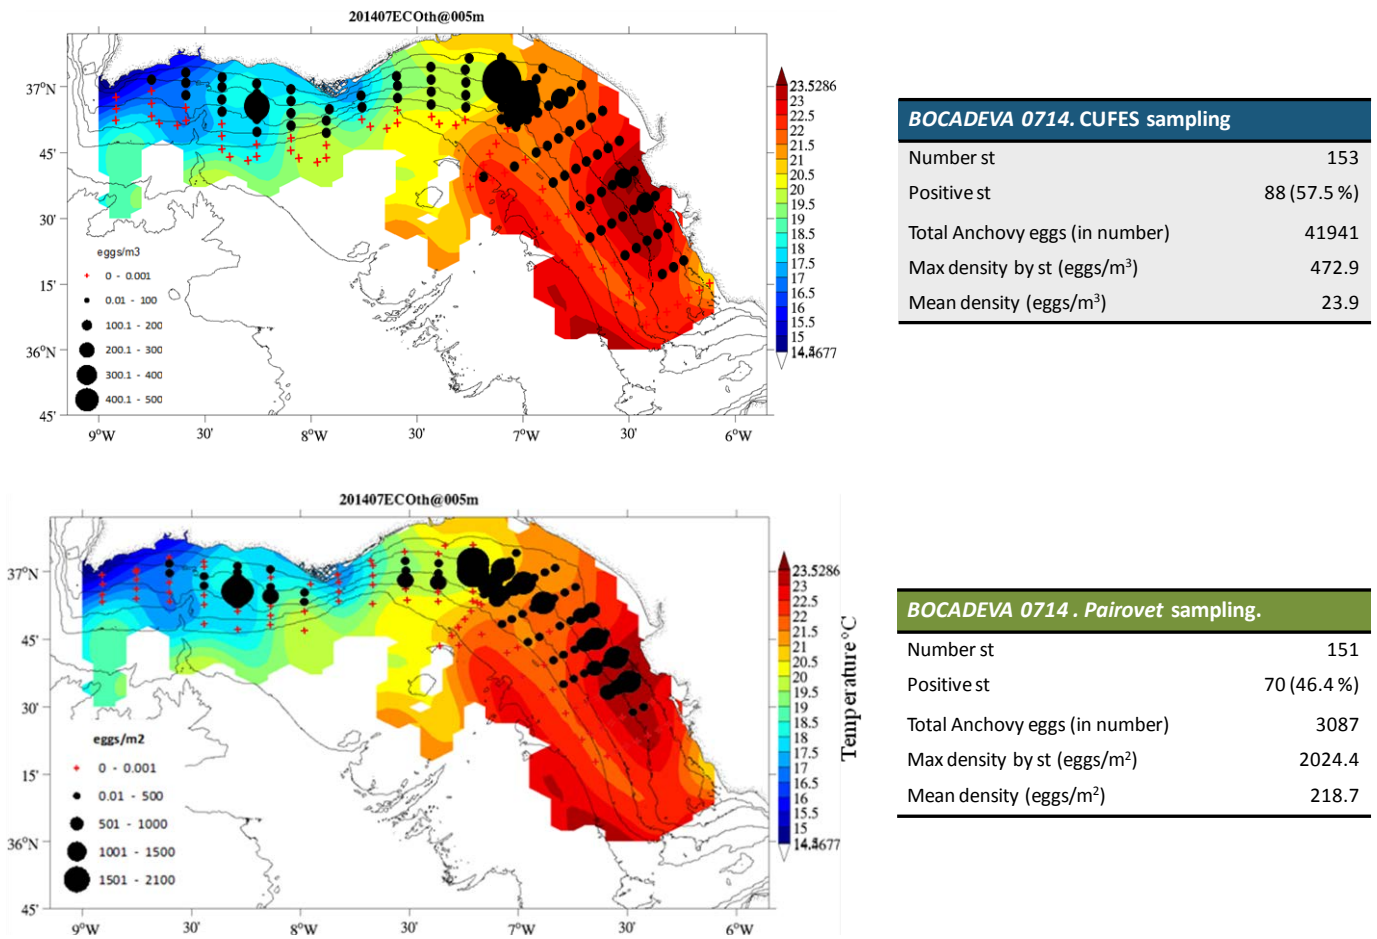 201407ECOth@005m
37°N
45'
30'
15'
36°N
45'
9°W
30'
8°W
30'
7°W
30'
6°W
eggs/m3
0 - 0.001
0.01 - 100
100.1 - 200
200.1 - 300
300.1 - 400
400.1 - 500
23.5286
23
22.5
22
21.5
21
20.5
20
19.5
19
18.5
18
17.5
17
16.5
16
15.5
15
BOCADEVA 0714. CUFES sampling
Number st 153
Positive st 88 (57.5 %)
Total Anchovy eggs (in number) 41941
Max density by st (eggs/m³) 472.9
Mean density (eggs/m³) 23.9
201407ECOth@005m
37°N
45'
30'
15'
36°N
45'
9°W
30'
8°W
30'
7°W
30'
6°W
eggs/m2
0 - 0.001
0.01 - 500
501 - 1000
1001 - 1500
1501 - 2100
23.5286
23
22.5
22
21.5
21
20.5
20
19.5
19
18.5
18
17.5
17
16.5
16
15.5
15
Temperature °C
BOCADEVA 0714 . Pairovet sampling.
Number st 151
Positive st 70 (46.4 %)
Total Anchovy eggs (in number) 3087
Max density by st (eggs/m²) 2024.4
Mean density (eggs/m²) 218.7